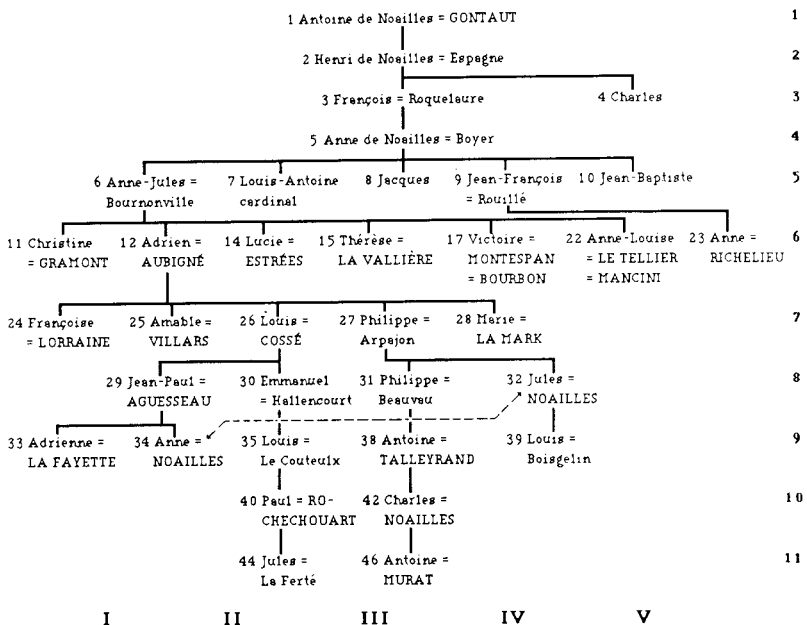 1 Antoine de Noailles = GONTAUT 1
2 Henri de Noailles = Espagne 2
3 François = Roquelaure 4 Charles 3
5 Anne de Noailles = Boyer 4
6 Anne-Jules = 7 Louis-Antoine 8 Jacques 9 Jean-François 10 Jean-Baptiste 5
Bournonville cardinal = Rouillé
11 Christine 12 Adrien = 14 Lucie = 15 Thérèse = 17 Victoire = 22 Anne-Louise 23 Anne = 6
= GRAMONT AUBIGNÉ ESTRÉES LA VALLIÈRE MONTESPAN = LE TELLIER RICHELIEU
= BOURBON = MANCINI
24 Françoise 25 Amable = 26 Louis = 27 Philippe = 28 Marie = 7
= LORRAINE VILLARS COSSÉ Arpajon LA MARK
29 Jean-Paul = 30 Emmanuel 31 Philippe = 32 Jules = 8
AGUESSEAU = Hallencourt Beauvau NOAILLES
33 Adrienne = 34 Anne = 35 Louis = 38 Antoine = 39 Louis = 9
LA FAYETTE NOAILLES Le Couteulx TALLEYRAND Boisgelin
40 Paul = RO- 42 Charles = 10
CHECHOUART NOAILLES
44 Jules = 46 Antoine = 11
La Ferté MURAT
I II III IV V